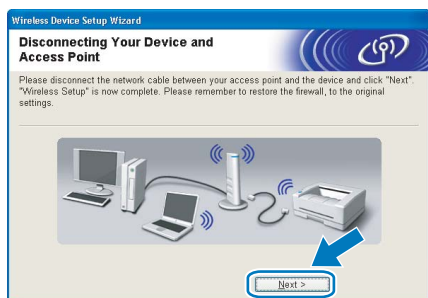 Wireless Device Setup Wizard
Disconnecting Your Device and
Access Point
Please disconnect the network cable between your access point and the device and click "Next".
"Wireless Setup" is now complete. Please remember to restore the firewall, to the original
settings.
Next >